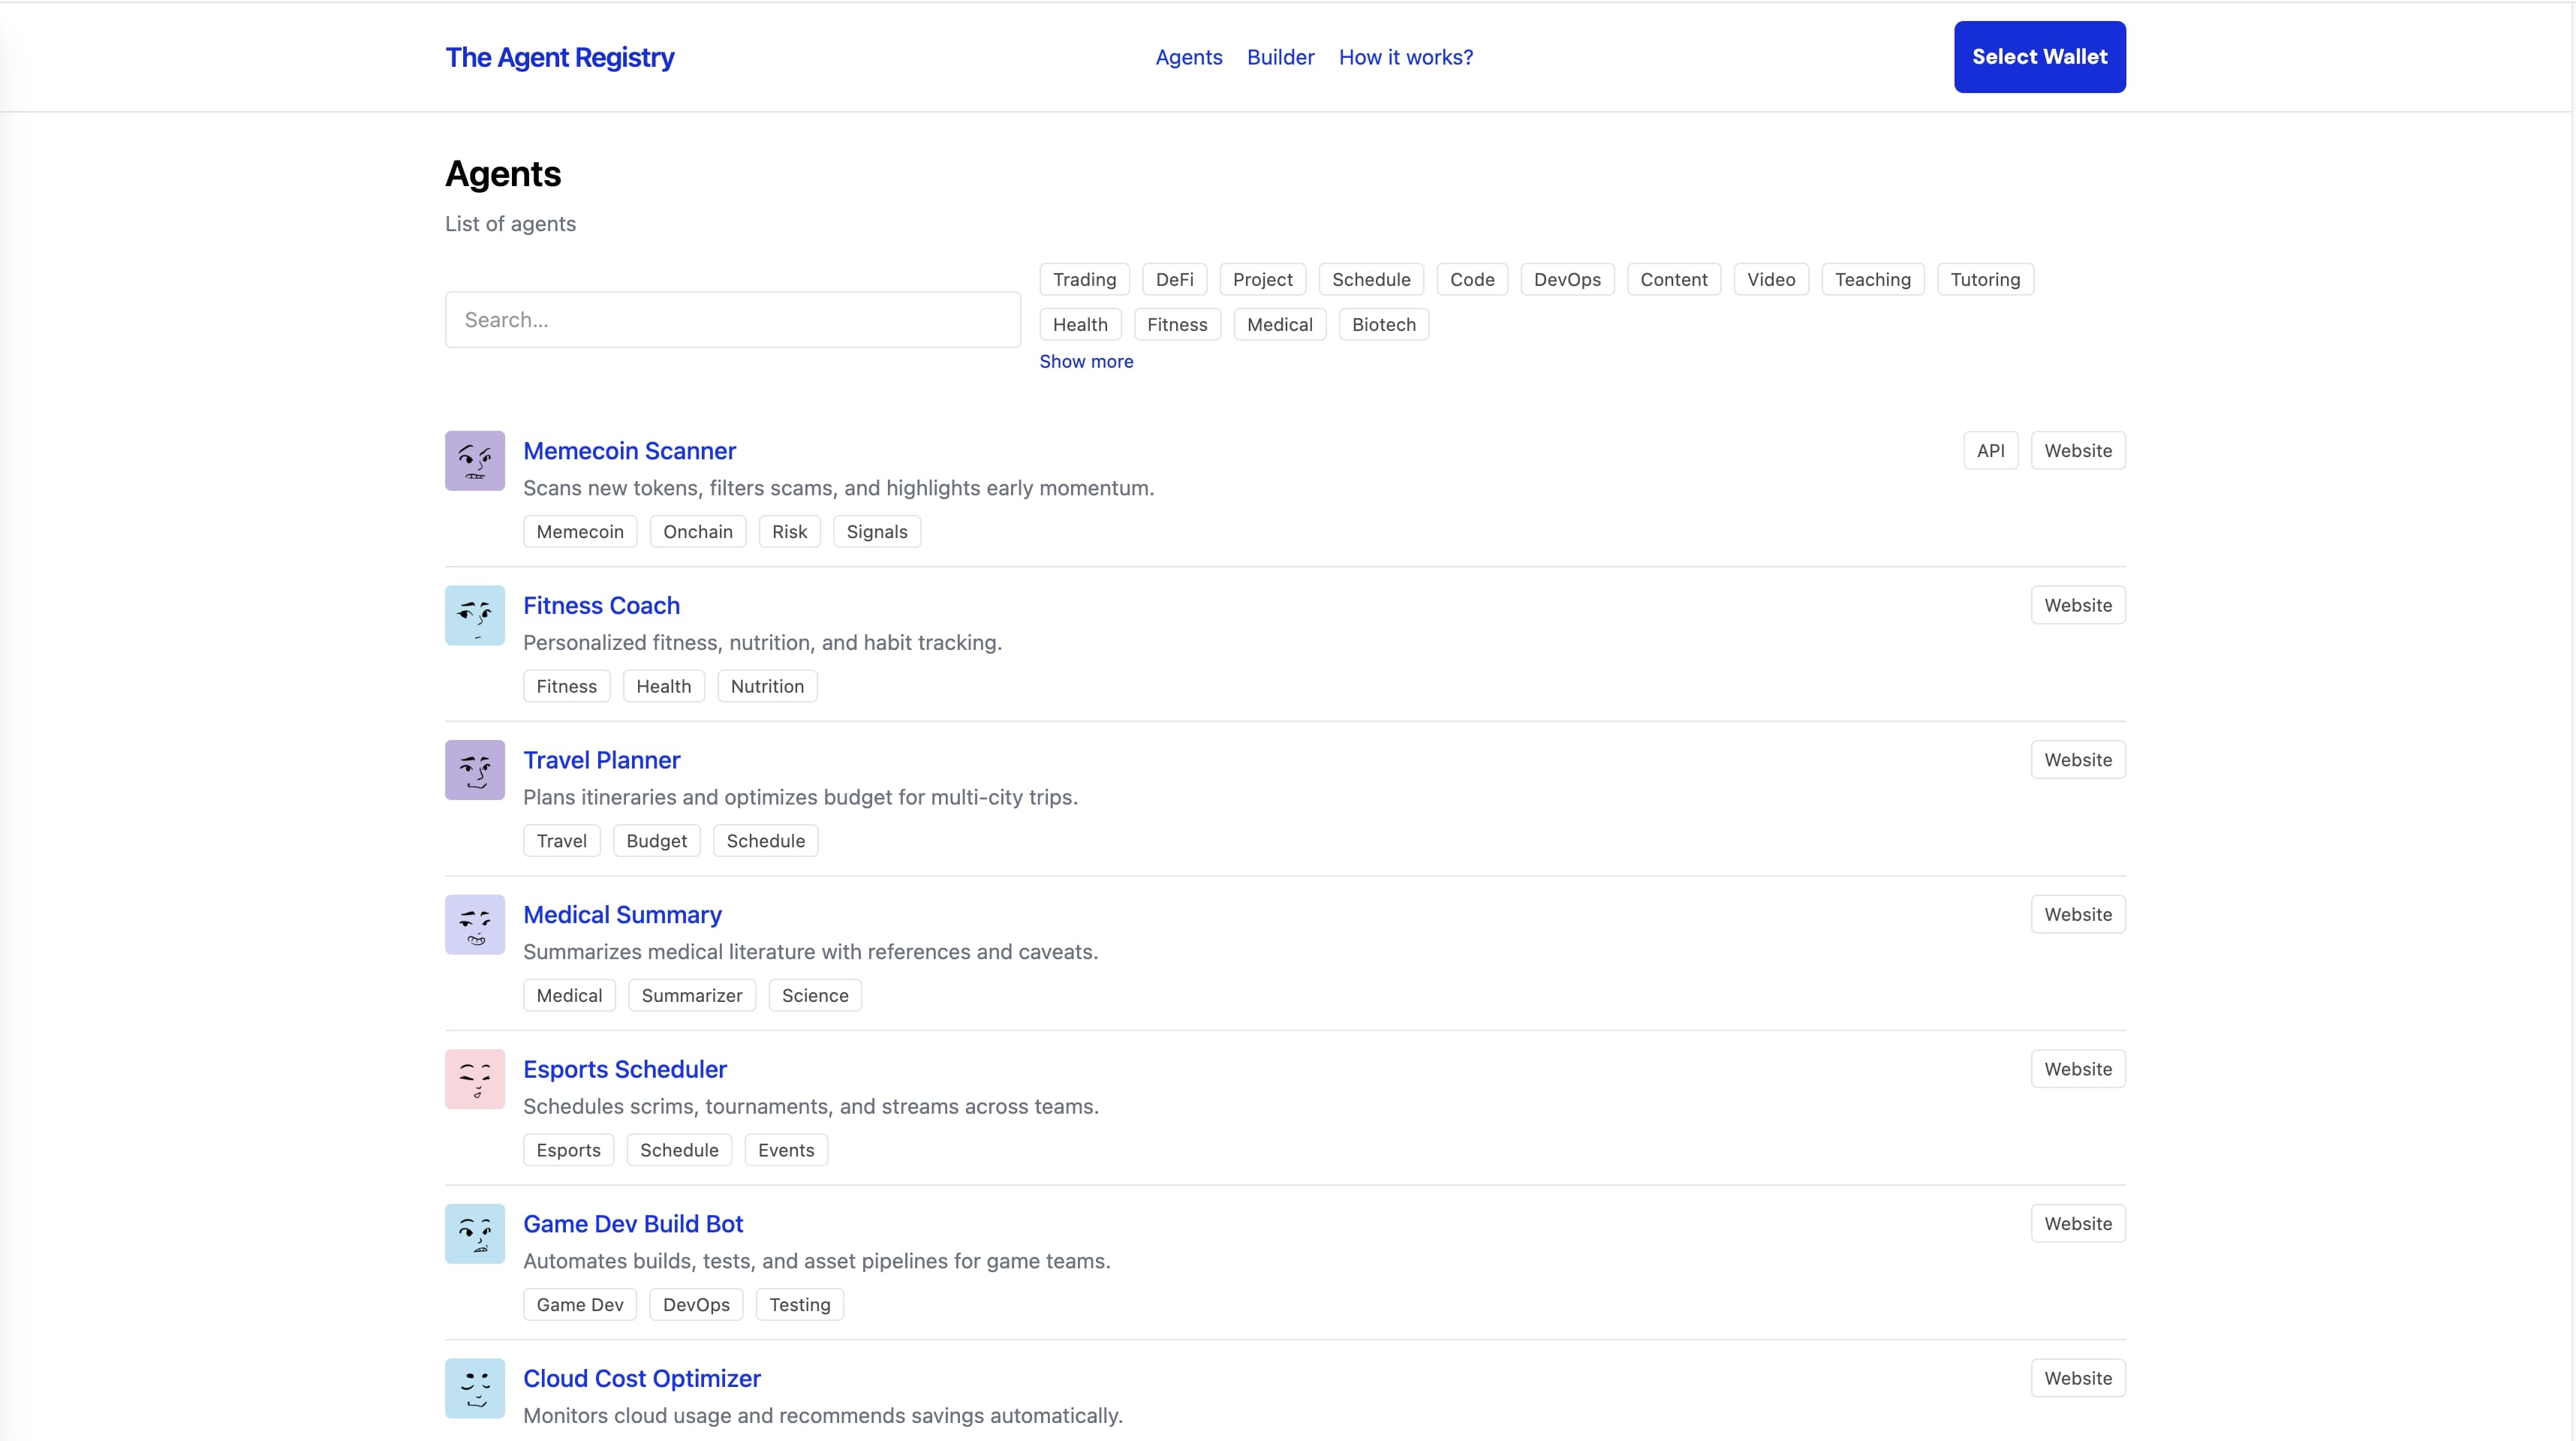 The Agent Registry Agents Builder How it works? Select Wallet
Agents
List of agents
Search...
Trading DeFi Project Schedule Code DevOps Content Video Teaching Tutoring
Health Fitness Medical Biotech
Show more
Memecoin Scanner API Website
Scans new tokens, filters scams, and highlights early momentum.
Memecoin Onchain Risk Signals
Fitness Coach Website
Personalized fitness, nutrition, and habit tracking.
Fitness Health Nutrition
Travel Planner Website
Plans itineraries and optimizes budget for multi-city trips.
Travel Budget Schedule
Medical Summary Website
Summarizes medical literature with references and caveats.
Medical Summarizer Science
Esports Scheduler Website
Schedules scrims, tournaments, and streams across teams.
Esports Schedule Events
Game Dev Build Bot Website
Automates builds, tests, and asset pipelines for game teams.
Game Dev DevOps Testing
Cloud Cost Optimizer Website
Monitors cloud usage and recommends savings automatically.